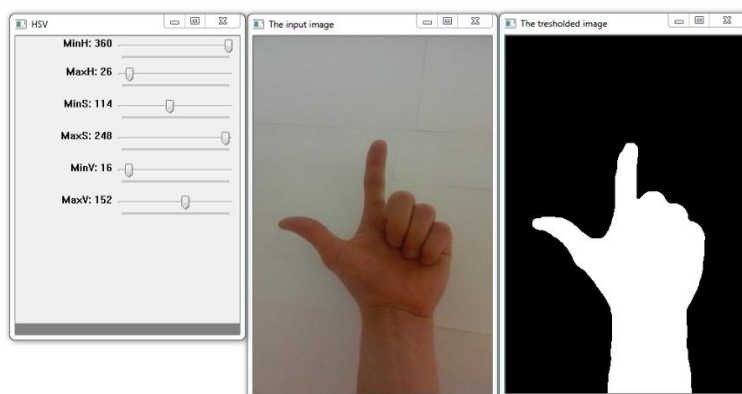 HSV
MinH: 360
MaxH: 26
MinS: 114
MaxS: 248
MinV: 16
MaxV: 152
The input image
The tresholded image